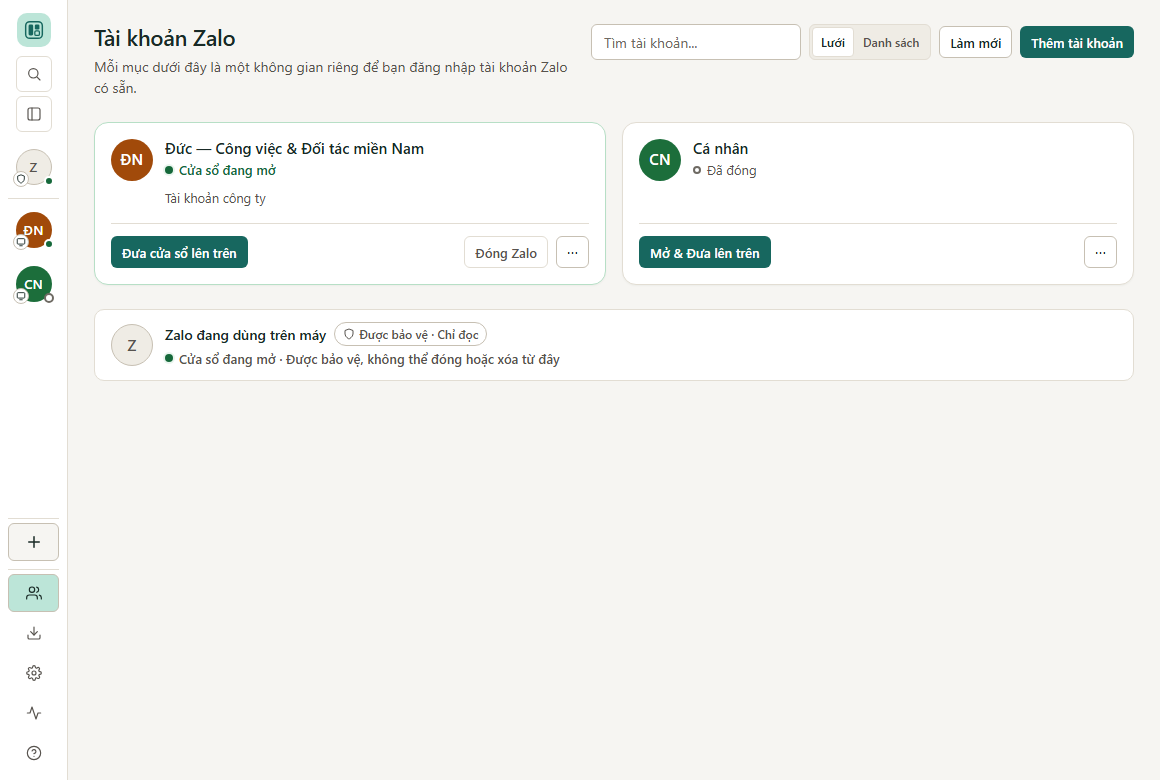 Tài khoản Zalo
Mỗi mục dưới đây là một không gian riêng để bạn đăng nhập tài khoản Zalo
có sẵn.
Tìm tài khoản...
Lưới
Danh sách
Làm mới
Thêm tài khoản
Z
ĐN
CN
ĐN
Đức — Công việc & Đối tác miền Nam
Cửa sổ đang mở
Tài khoản công ty
Đưa cửa sổ lên trên
Đóng Zalo
...
CN
Cá nhân
Đã đóng
Mở & Đưa lên trên
...
Z
Zalo đang dùng trên máy
Được bảo vệ · Chỉ đọc
Cửa sổ đang mở · Được bảo vệ, không thể đóng hoặc xóa từ đây